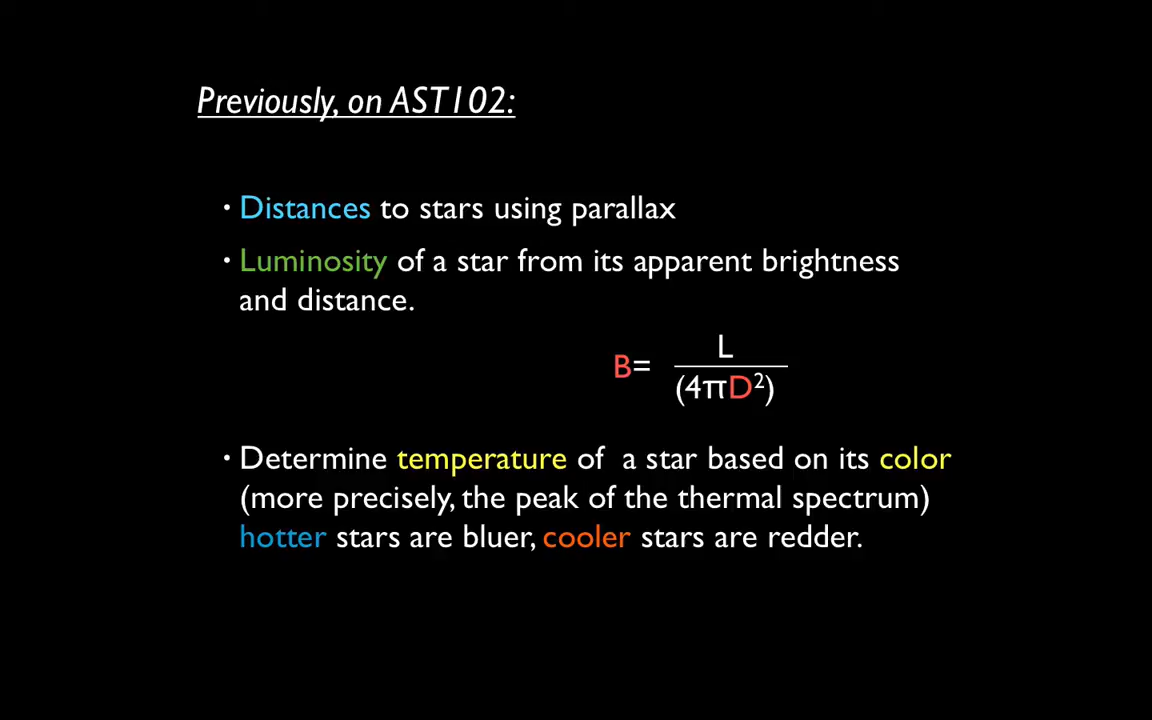 Previously, on AST102:
· Distances to stars using parallax
· Luminosity of a star from its apparent brightness
and distance.
B= L
(4πD²)
· Determine temperature of a star based on its color
(more precisely, the peak of the thermal spectrum)
hotter stars are bluer, cooler stars are redder.